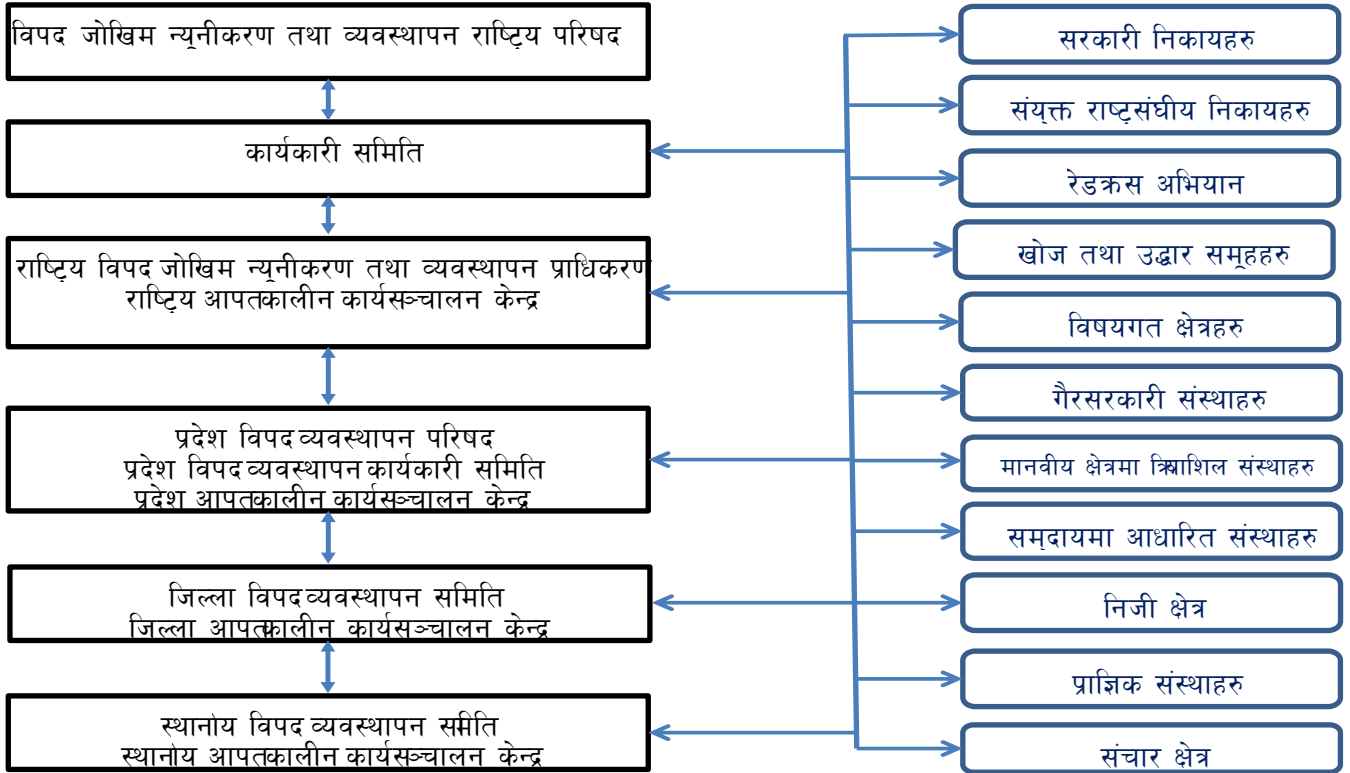 विपद जोखिम न्यूनीकरण तथा व्यवस्थापन राष्ट्रिय परिषद
कार्यकारी समिति
राष्ट्रिय विपद जोखिम न्यूनीकरण तथा व्यवस्थापन प्राधिकरण
राष्ट्रिय आपतकालीन कार्यसञ्चालन केन्द्र
प्रदेश विपद व्यवस्थापन परिषद
प्रदेश विपद व्यवस्थापन कार्यकारी समिति
प्रदेश आपतकालीन कार्यसञ्चालन केन्द्र
जिल्ला विपद व्यवस्थापन समिति
जिल्ला आपतकालीन कार्यसञ्चालन केन्द्र
स्थानीय विपद व्यवस्थापन समिति
स्थानीय आपतकालीन कार्यसञ्चालन केन्द्र
सरकारी निकायहरु
संयुक्त राष्ट्रसंघीय निकायहरु
रेडक्रस अभियान
खोज तथा उद्धार समूहहरु
विषयगत क्षेत्रहरु
गैरसरकारी संस्थाहरु
मानवीय क्षेत्रमा क्रियाशिल संस्थाहरु
समुदायमा आधारित संस्थाहरु
निजी क्षेत्र
प्राज्ञिक संस्थाहरु
संचार क्षेत्र